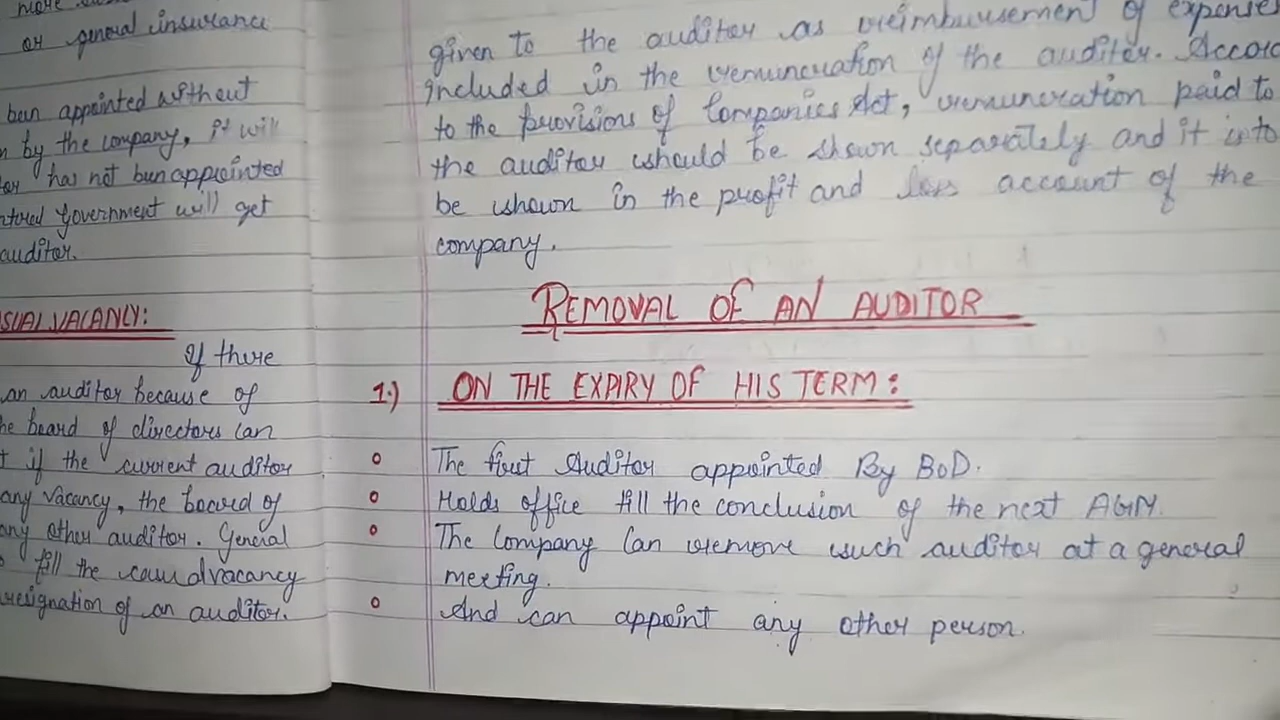 or general insurance
been appointed without
by the company, it will
has not been appointed
Government will get
auditor.
VACANCY:
If there
an auditor because of
board of directors can
if the current auditor
any vacancy, the board of
any other auditor. General
fill the casual vacancy
resignation of an auditor.
given to the auditor as reimbursement of expenses
included in the remuneration of the auditor. Accord
to the provisions of Companies Act, remuneration paid to
the auditor should be shown separately and it is to
be shown in the profit and loss account of the
company.
REMOVAL OF AN AUDITOR
1.) ON THE EXPIRY OF HIS TERM:
o The first Auditor appointed By BoD.
o Holds office till the conclusion of the next AGM.
o The Company Can remove such auditor at a general
meeting.
o And can appoint any other person.